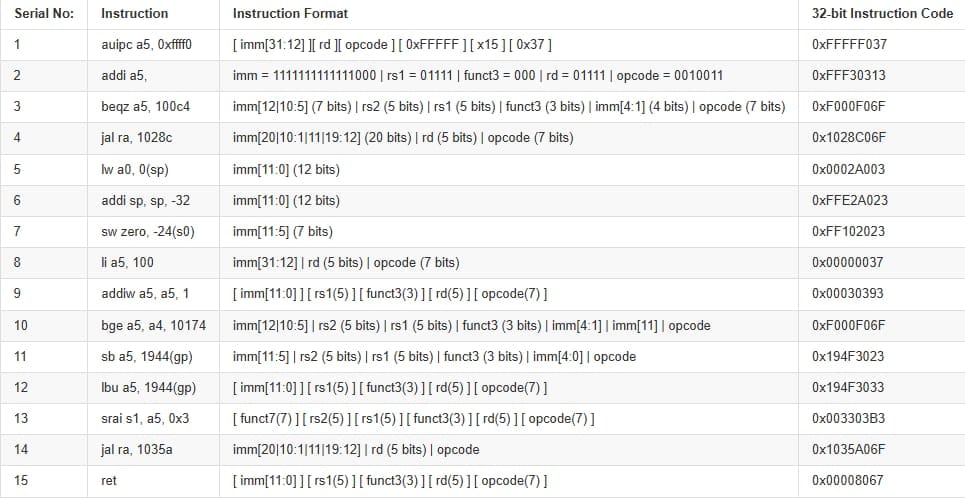 Serial No: Instruction Instruction Format 32-bit Instruction Code
1 auipc a5, 0xffff0 [ imm[31:12] ][ rd ][ opcode ] [ 0xFFFFF ] [ x15 ] [ 0x37 ] 0xFFFFF037
2 addi a5, imm = 1111111111111000 | rs1 = 01111 | funct3 = 000 | rd = 01111 | opcode = 0010011 0xFFF30313
3 beqz a5, 100c4 imm[12|10:5] (7 bits) | rs2 (5 bits) | rs1 (5 bits) | funct3 (3 bits) | imm[4:1] (4 bits) | opcode (7 bits) 0xF000F06F
4 jal ra, 1028c imm[20|10:1|11|19:12] (20 bits) | rd (5 bits) | opcode (7 bits) 0x1028C06F
5 lw a0, 0(sp) imm[11:0] (12 bits) 0x0002A003
6 addi sp, sp, -32 imm[11:0] (12 bits) 0xFFE2A023
7 sw zero, -24(s0) imm[11:5] (7 bits) 0xFF102023
8 li a5, 100 imm[31:12] | rd (5 bits) | opcode (7 bits) 0x00000037
9 addiw a5, a5, 1 [ imm[11:0] ] [ rs1(5) ] [ funct3(3) ] [ rd(5) ] [ opcode(7) ] 0x00030393
10 bge a5, a4, 10174 imm[12|10:5] | rs2 (5 bits) | rs1 (5 bits) | funct3 (3 bits) | imm[4:1] | imm[11] | opcode 0xF000F06F
11 sb a5, 1944(gp) imm[11:5] | rs2 (5 bits) | rs1 (5 bits) | funct3 (3 bits) | imm[4:0] | opcode 0x194F3023
12 lbu a5, 1944(gp) [ imm[11:0] ] [ rs1(5) ] [ funct3(3) ] [ rd(5) ] [ opcode(7) ] 0x194F3033
13 srai s1, a5, 0x3 [ funct7(7) ] [ rs2(5) ] [ rs1(5) ] [ funct3(3) ] [ rd(5) ] [ opcode(7) ] 0x003303B3
14 jal ra, 1035a imm[20|10:1|11|19:12] | rd (5 bits) | opcode 0x1035A06F
15 ret [ imm[11:0] ] [ rs1(5) ] [ funct3(3) ] [ rd(5) ] [ opcode(7) ] 0x00008067